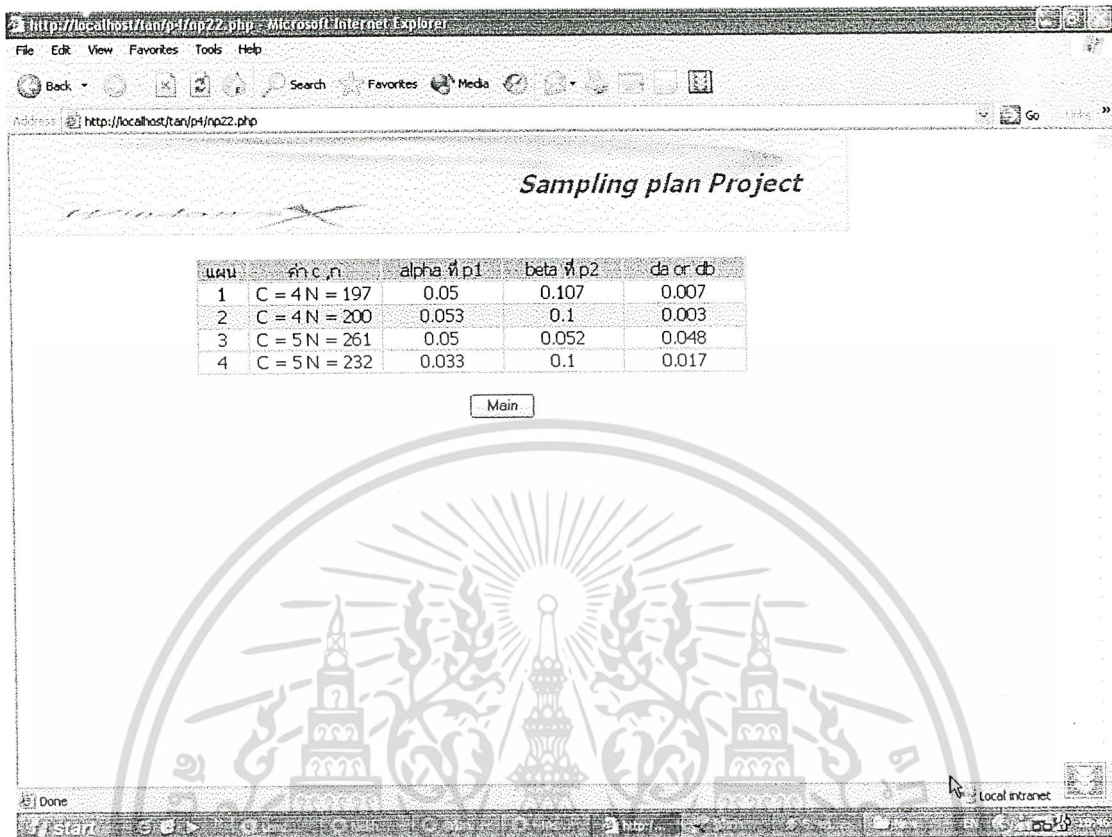 http://localhost/tan/p4/np22.php - Microsoft Internet Explorer
File Edit View Favorites Tools Help
Back Search Favorites Media
Address http://localhost/tan/p4/np22.php Go Links »
Sampling plan Project
แผน ค่า c ,n alpha ที่ p1 beta ที่ p2 da or db
1 C = 4 N = 197 0.05 0.107 0.007
2 C = 4 N = 200 0.053 0.1 0.003
3 C = 5 N = 261 0.05 0.052 0.048
4 C = 5 N = 232 0.033 0.1 0.017
Main
Done Local intranet
start